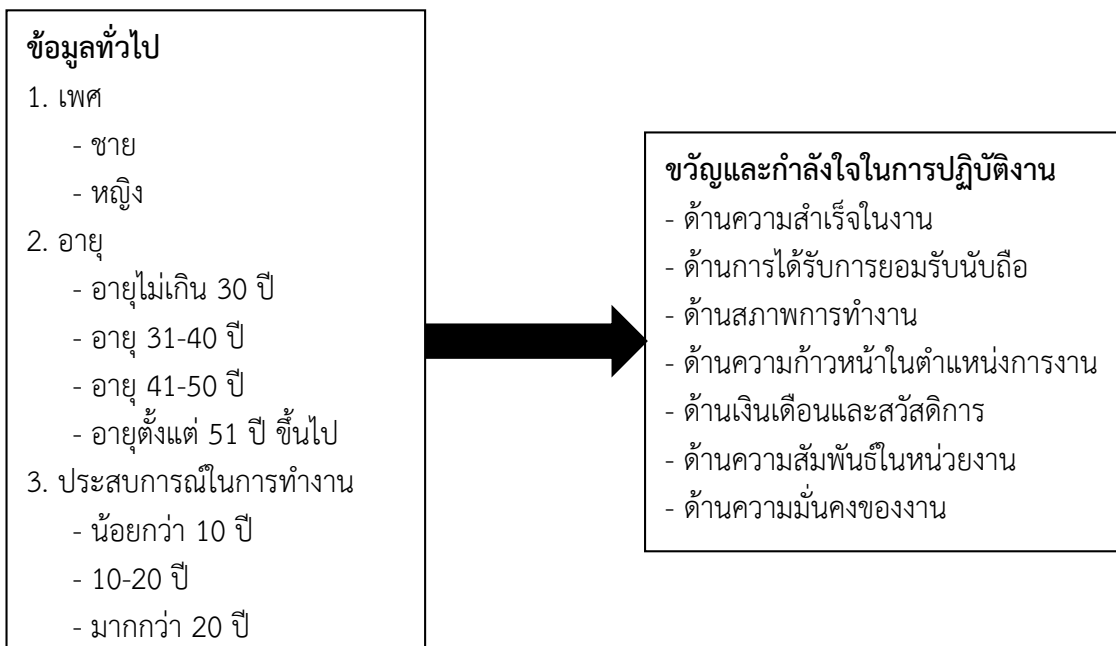 ข้อมูลทั่วไป
1. เพศ
- ชาย
- หญิง
2. อายุ
- อายุไม่เกิน 30 ปี
- อายุ 31-40 ปี
- อายุ 41-50 ปี
- อายุตั้งแต่ 51 ปี ขึ้นไป
3. ประสบการณ์ในการทำงาน
- น้อยกว่า 10 ปี
- 10-20 ปี
- มากกว่า 20 ปี
ขวัญและกำลังใจในการปฏิบัติงาน
- ด้านความสำเร็จในงาน
- ด้านการได้รับการยอมรับนับถือ
- ด้านสภาพการทำงาน
- ด้านความก้าวหน้าในตำแหน่งการงาน
- ด้านเงินเดือนและสวัสดิการ
- ด้านความสัมพันธ์ในหน่วยงาน
- ด้านความมั่นคงของงาน